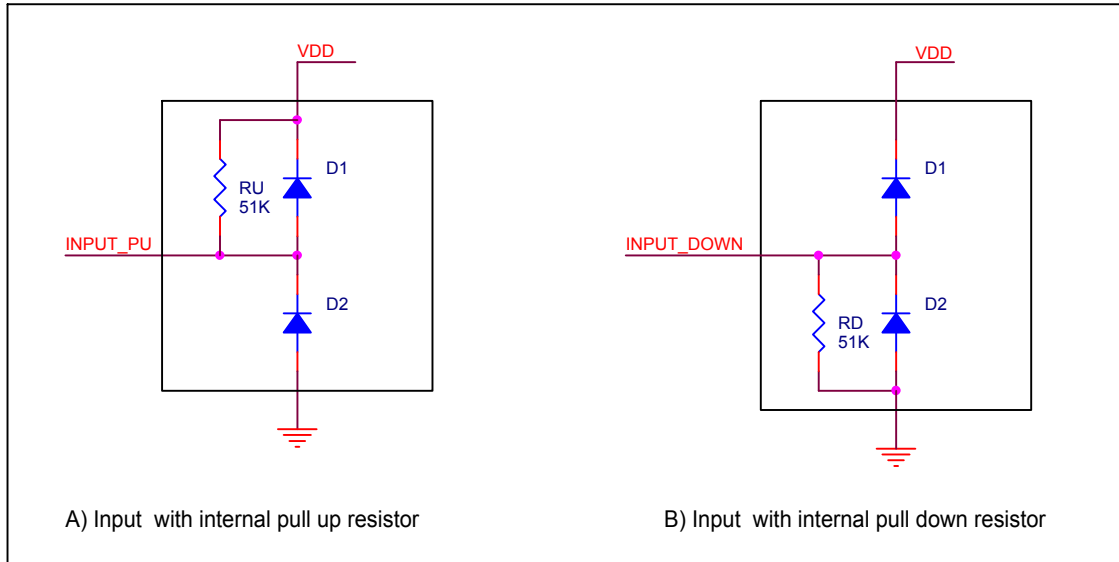 VDD
D1
RU
51K
INPUT_PU
D2
A) Input with internal pull up resistor
VDD
D1
INPUT_DOWN
RD
51K
D2
B) Input with internal pull down resistor